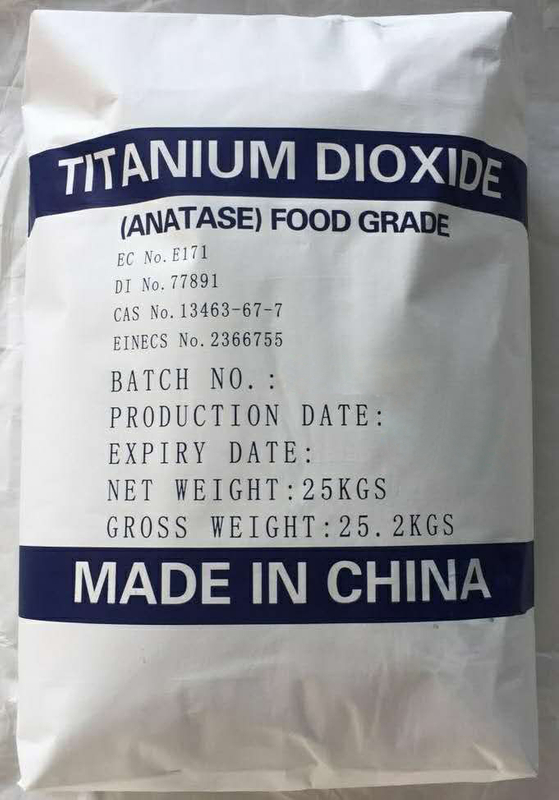 TITANIUM DIOXIDE
(ANATASE) FOOD GRADE
EC No.E171
DI No.77891
CAS No.13463-67-7
EINECS No.2366755
BATCH NO.:
PRODUCTION DATE:
EXPIRY DATE:
NET WEIGHT:25KGS
GROSS WEIGHT:25.2KGS
MADE IN CHINA